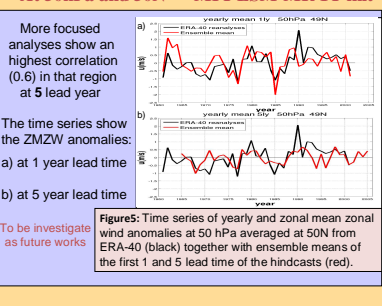 More focused
analyses show an
highest correlation
(0.6) in that region
at 5 lead year
The time series show
the ZMZW anomalies:
a) at 1 year lead time
b) at 5 year lead time
To be investigate
as future works
a)
yearly mean 1ly 50hPa 49N
ERA-40 reanalyses
Ensemble mean
u(m/s)
year
b)
yearly mean 5ly 50hPa 49N
ERA-40 reanalyses
Ensemble mean
u(m/s)
year
Figure5: Time series of yearly and zonal mean zonal
wind anomalies at 50 hPa averaged at 50N from
ERA-40 (black) together with ensemble means of
the first 1 and 5 lead time of the hindcasts (red).